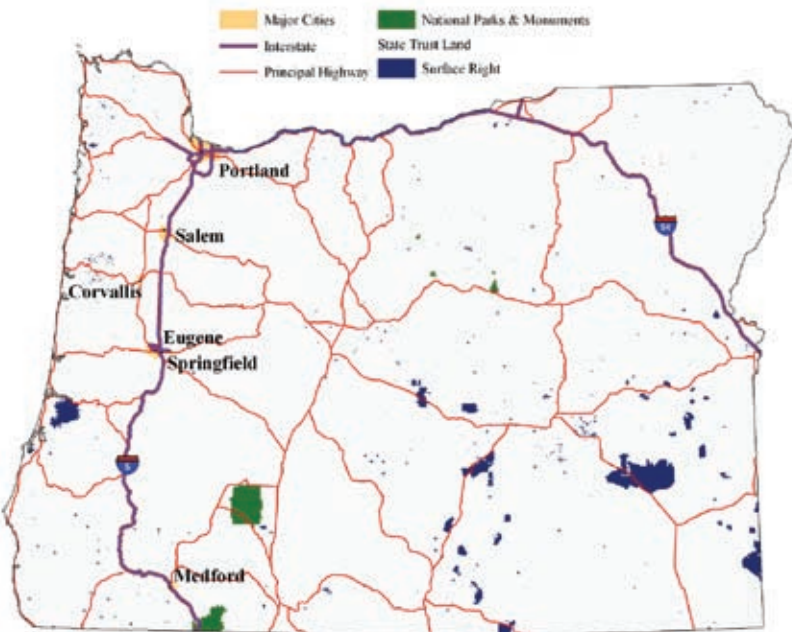 Major Cities
National Parks & Monuments
Interstate
State Trust Land
Principal Highway
Surface Right
Portland
84
Salem
Corvallis
Eugene
Springfield
5
Medford